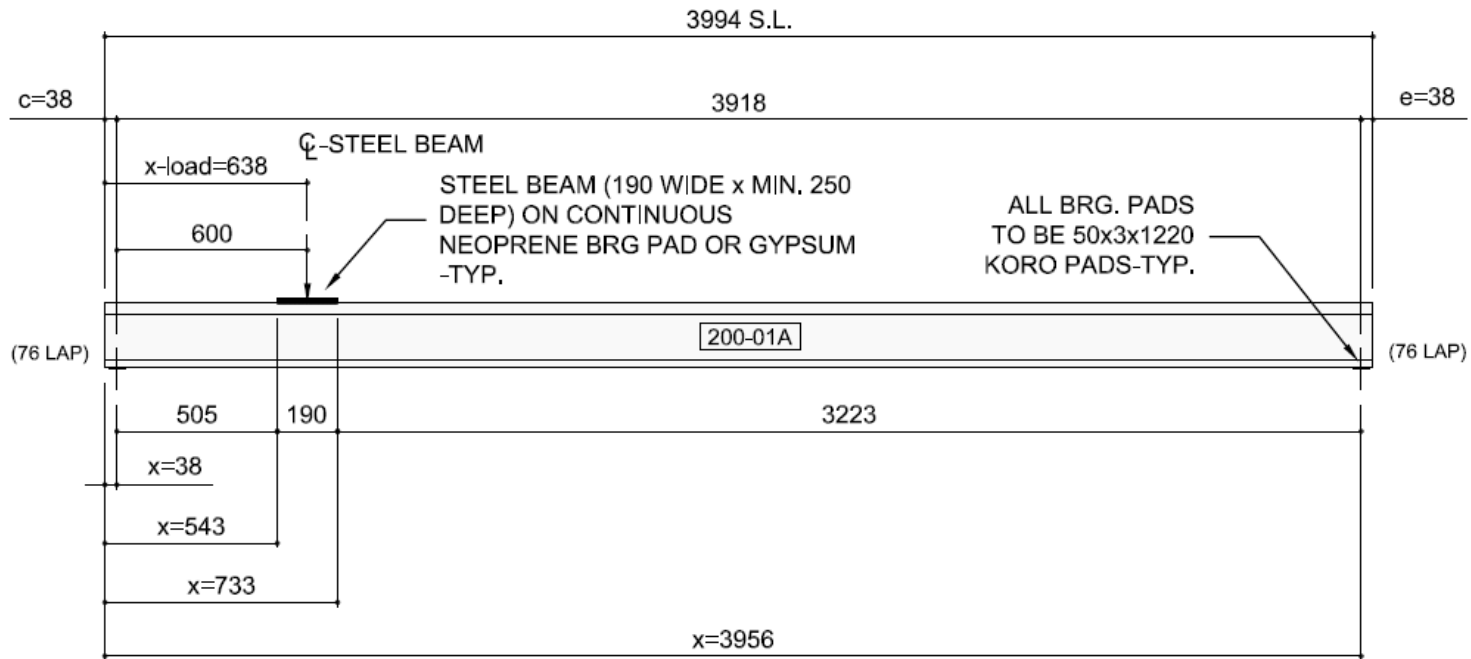 3994 S.L.
c=38
3918
e=38
℄-STEEL BEAM
x-load=638
STEEL BEAM (190 WIDE x MIN. 250
DEEP) ON CONTINUOUS
NEOPRENE BRG PAD OR GYPSUM
-TYP.
ALL BRG. PADS
TO BE 50x3x1220
KORO PADS-TYP.
600
200-01A
(76 LAP)
(76 LAP)
505
190
3223
x=38
x=543
x=733
x=3956